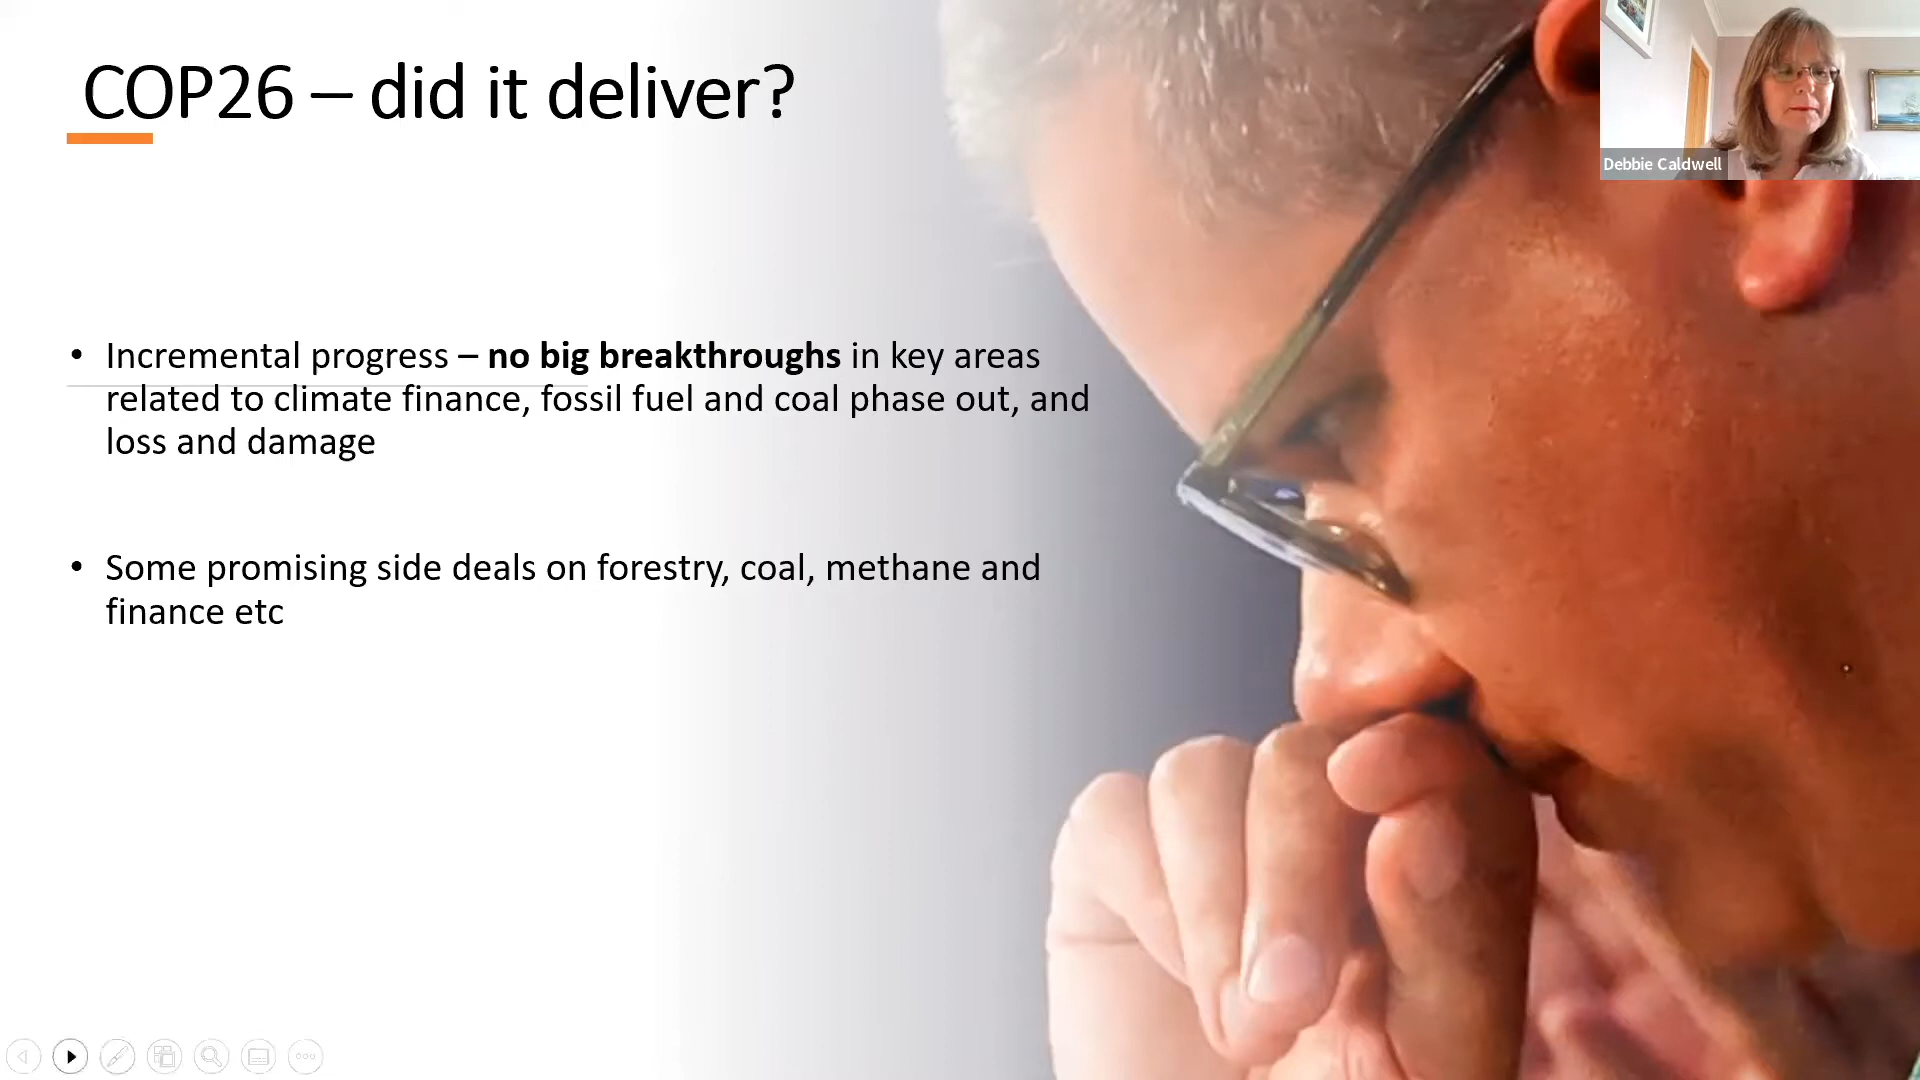 COP26 – did it deliver?
Debbie Caldwell
• Incremental progress – no big breakthroughs in key areas
related to climate finance, fossil fuel and coal phase out, and
loss and damage
• Some promising side deals on forestry, coal, methane and
finance etc